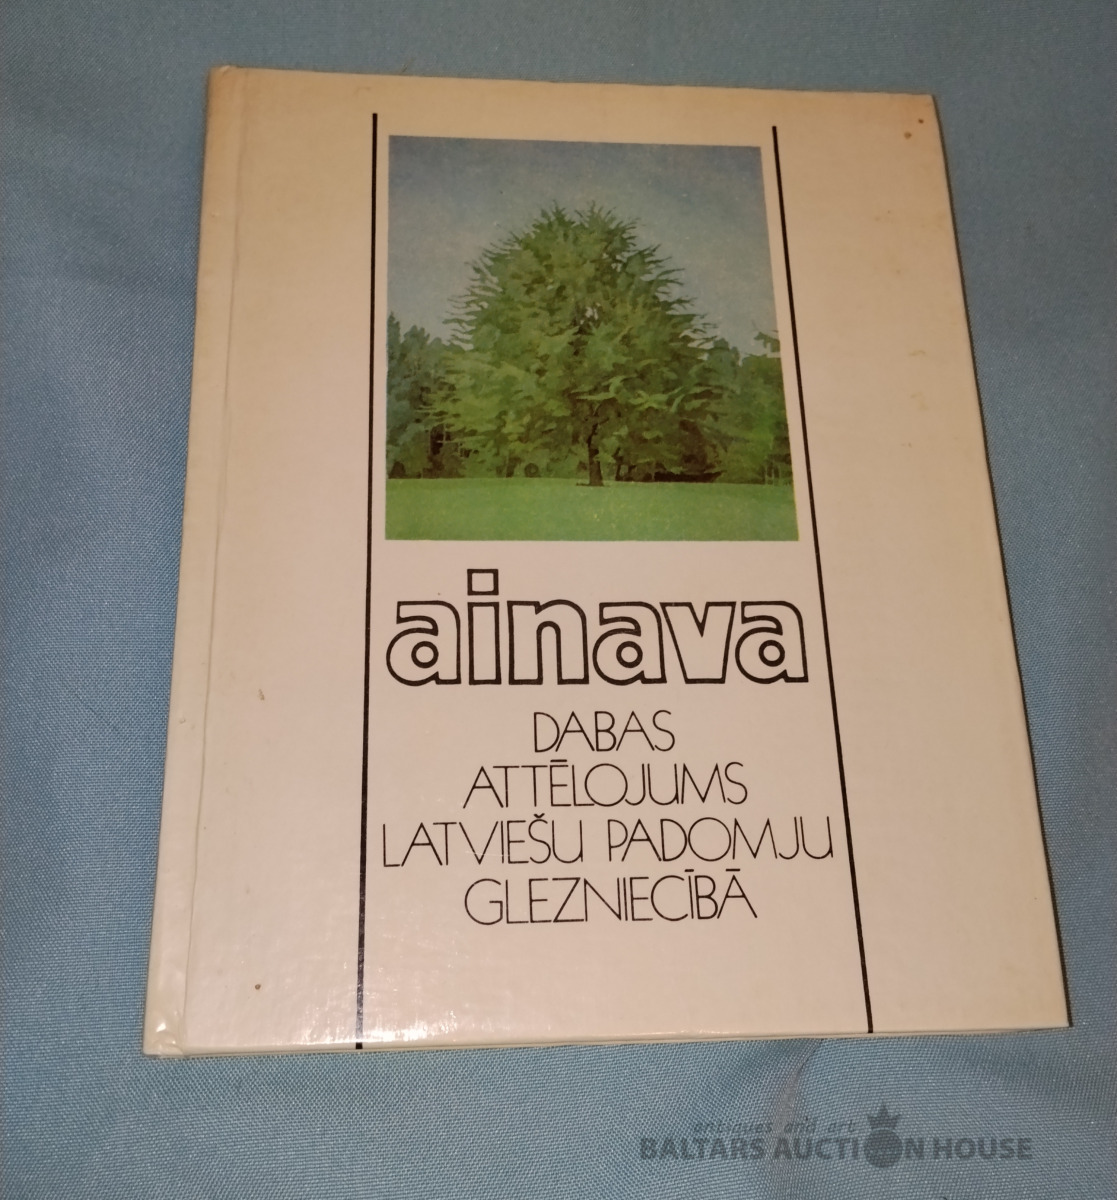 ainava
DABAS
ATTĒLOJUMS
LATVIEŠU PADOMJU
GLEZNIECĪBĀ
antiques and art
BALTARS AUCTION HOUSE